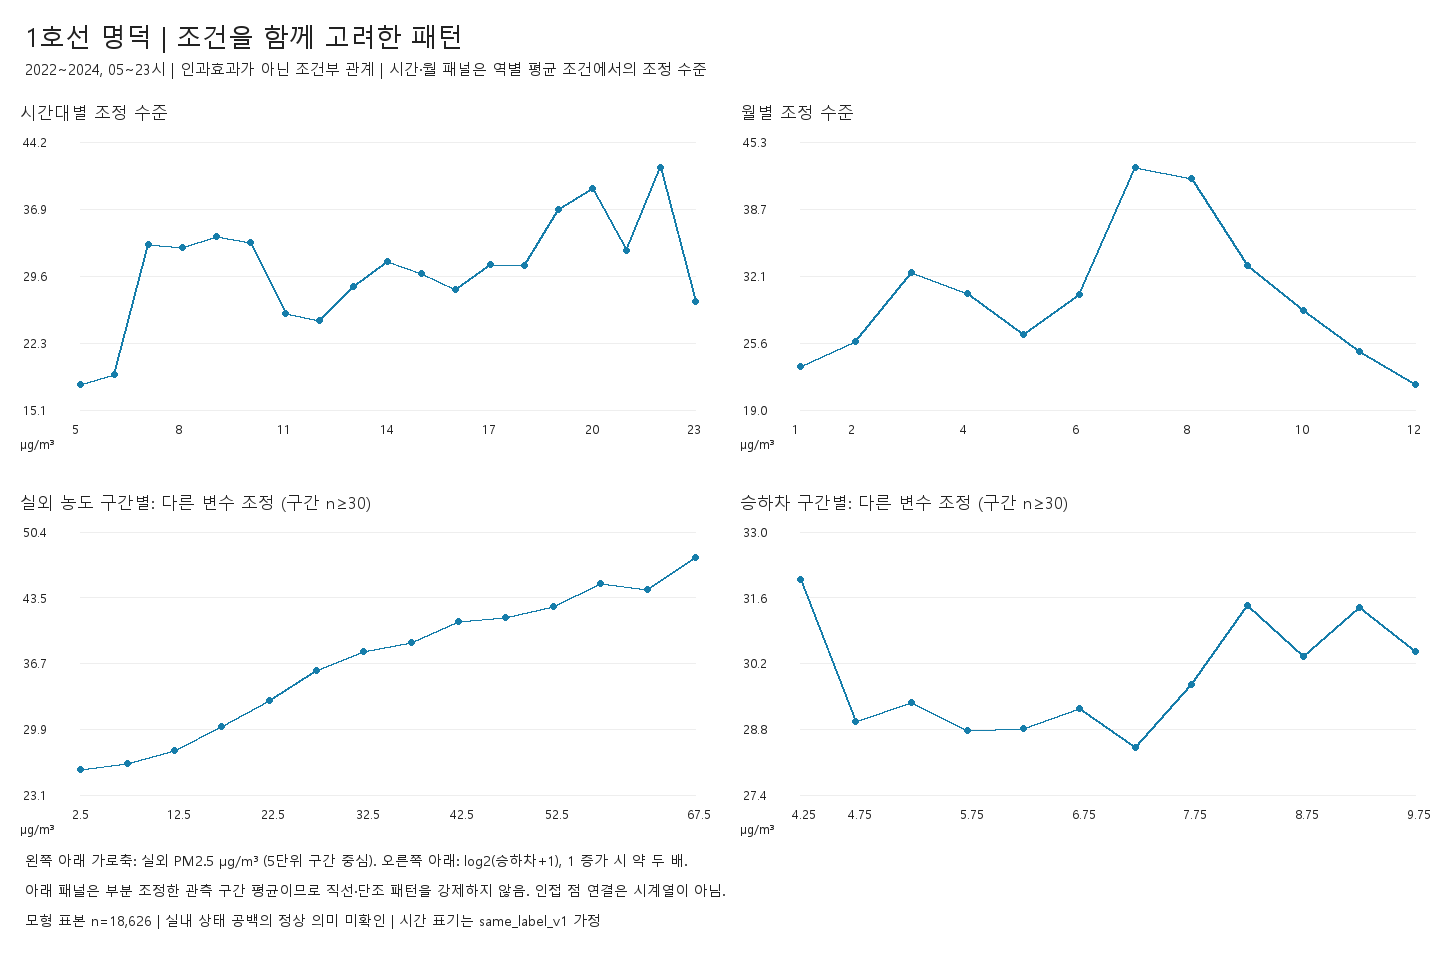 1호선 명덕 | 조건을 함께 고려한 패턴
2022~2024, 05~23시 | 인과효과가 아닌 조건부 관계 | 시간·월 패널은 역별 평균 조건에서의 조정 수준
시간대별 조정 수준
44.2
36.9
29.6
22.3
15.1
5 8 11 14 17 20 23
µg/m³
월별 조정 수준
45.3
38.7
32.1
25.6
19.0
1 2 4 6 8 10 12
µg/m³
실외 농도 구간별: 다른 변수 조정 (구간 n≥30)
50.4
43.5
36.7
29.9
23.1
2.5 12.5 22.5 32.5 42.5 52.5 67.5
µg/m³
승하차 구간별: 다른 변수 조정 (구간 n≥30)
33.0
31.6
30.2
28.8
27.4
4.25 4.75 5.75 6.75 7.75 8.75 9.75
µg/m³
왼쪽 아래 가로축: 실외 PM2.5 µg/m³ (5단위 구간 중심). 오른쪽 아래: log2(승하차+1), 1 증가 시 약 두 배.
아래 패널은 부분 조정한 관측 구간 평균이므로 직선·단조 패턴을 강제하지 않음. 인접 점 연결은 시계열이 아님.
모형 표본 n=18,626 | 실내 상태 공백의 정상 의미 미확인 | 시간 표기는 same_label_v1 가정